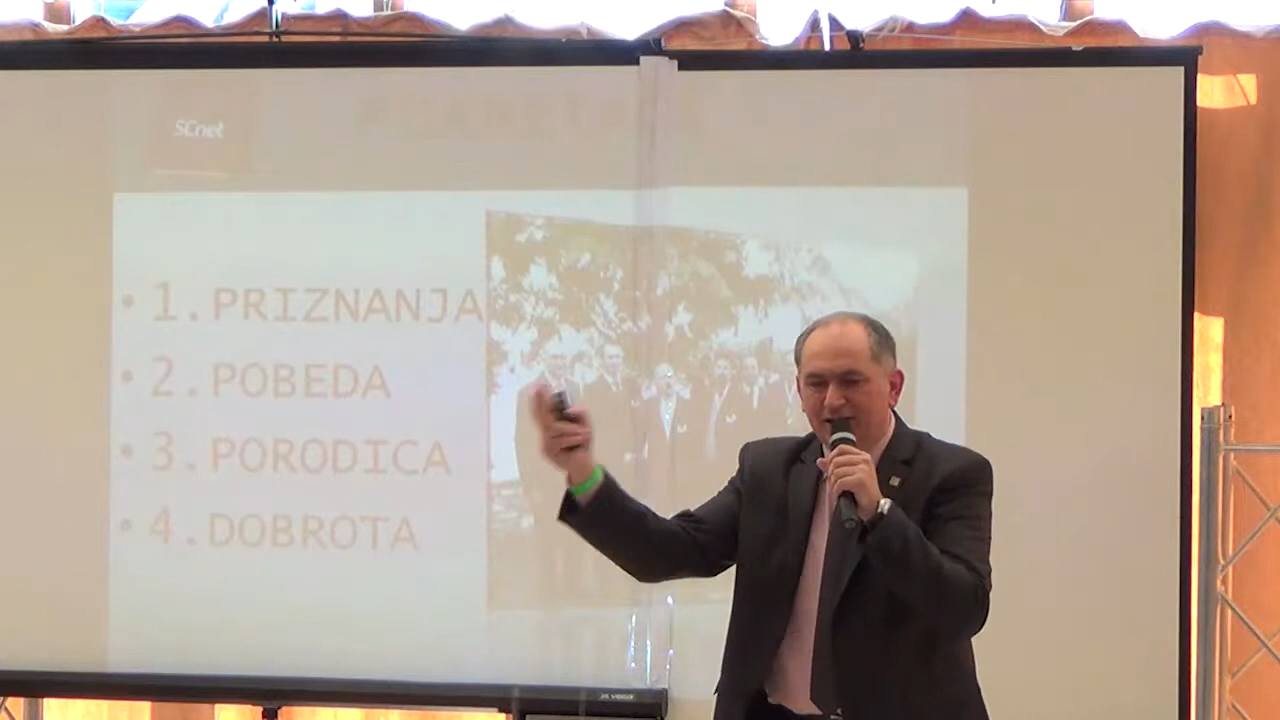 SCnet
• 1.PRIZNANJA
• 2.POBEDA
• 3.PORODICA
• 4.DOBROTA